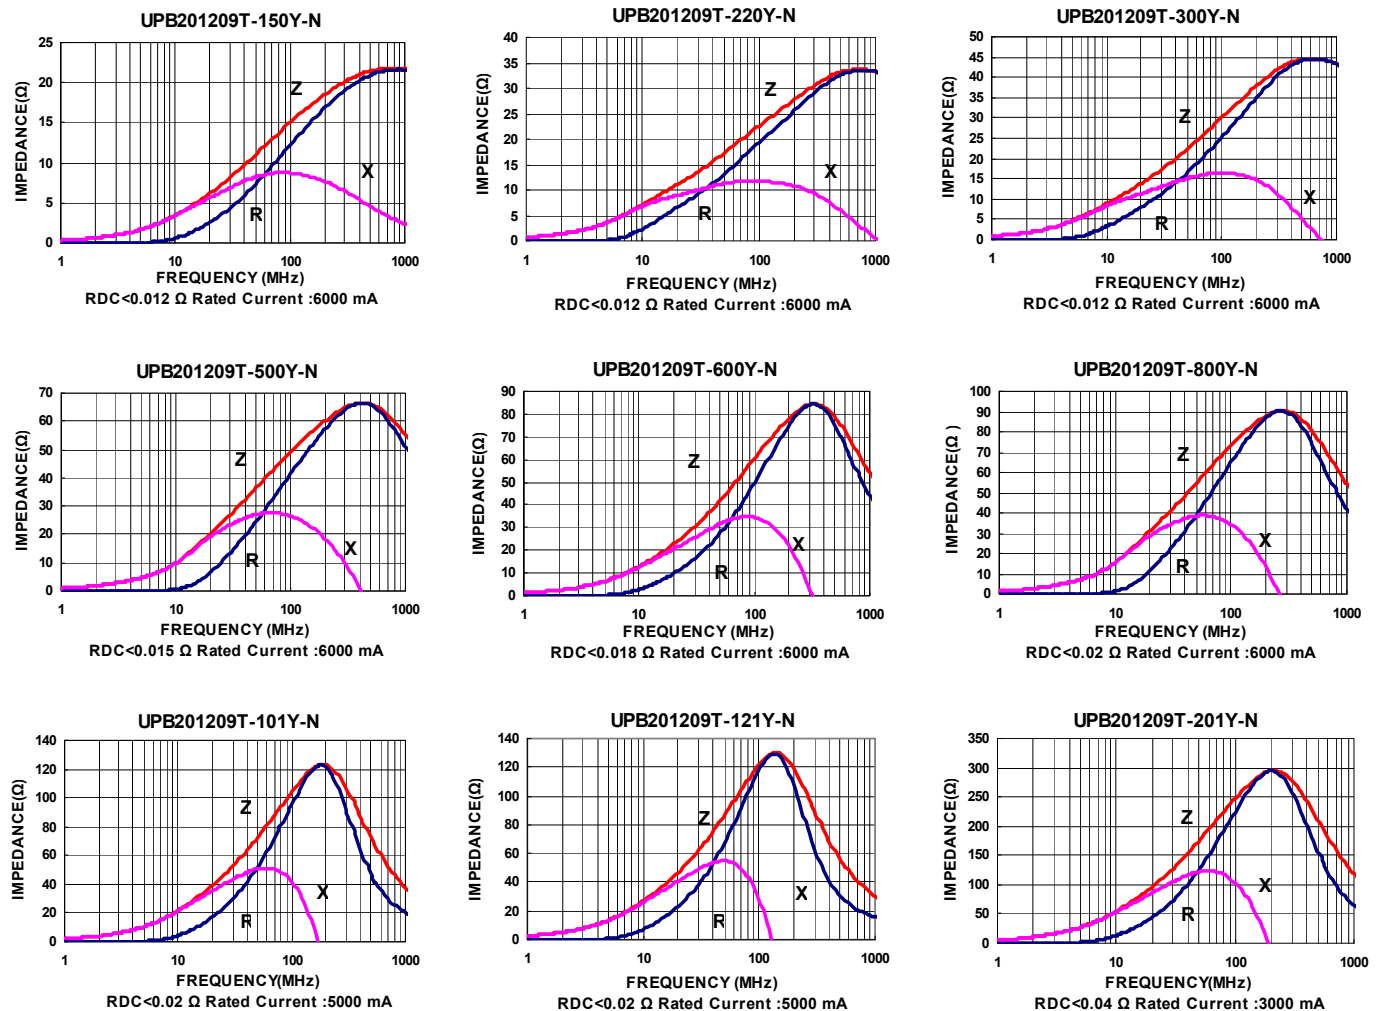 UPB201209T-150Y-N
IMPEDANCE(Ω)
25
20
15
10
5
0
Z
X
R
1 10 100 1000
FREQUENCY (MHz)
RDC<0.012 Ω Rated Current :6000 mA
UPB201209T-220Y-N
IMPEDANCE(Ω)
40
35
30
25
20
15
10
5
0
Z
X
R
1 10 100 1000
FREQUENCY (MHz)
RDC<0.012 Ω Rated Current :6000 mA
UPB201209T-300Y-N
IMPEDANCE(Ω)
50
45
40
35
30
25
20
15
10
5
0
Z
X
R
1 10 100 1000
FREQUENCY (MHz)
RDC<0.012 Ω Rated Current :6000 mA
UPB201209T-500Y-N
IMPEDANCE(Ω)
70
60
50
40
30
20
10
0
Z
X
R
1 10 100 1000
FREQUENCY (MHz)
RDC<0.015 Ω Rated Current :6000 mA
UPB201209T-600Y-N
IMPEDANCE(Ω)
90
80
70
60
50
40
30
20
10
0
Z
X
R
1 10 100 1000
FREQUENCY (MHz)
RDC<0.018 Ω Rated Current :6000 mA
UPB201209T-800Y-N
IMPEDANCE(Ω )
100
90
80
70
60
50
40
30
20
10
0
Z
X
R
1 10 100 1000
FREQUENCY (MHz)
RDC<0.02 Ω Rated Current :6000 mA
UPB201209T-101Y-N
IMPEDANCE(Ω)
140
120
100
80
60
40
20
0
Z
X
R
1 10 100 1000
FREQUENCY(MHz)
RDC<0.02 Ω Rated Current :5000 mA
UPB201209T-121Y-N
IMPEDANCE(Ω)
140
120
100
80
60
40
20
0
Z
X
R
1 10 100 1000
FREQUENCY (MHz)
RDC<0.02 Ω Rated Current :5000 mA
UPB201209T-201Y-N
IMPEDANCE(Ω)
350
300
250
200
150
100
50
0
Z
X
R
1 10 100 1000
FREQUENCY(MHz)
RDC<0.04 Ω Rated Current :3000 mA